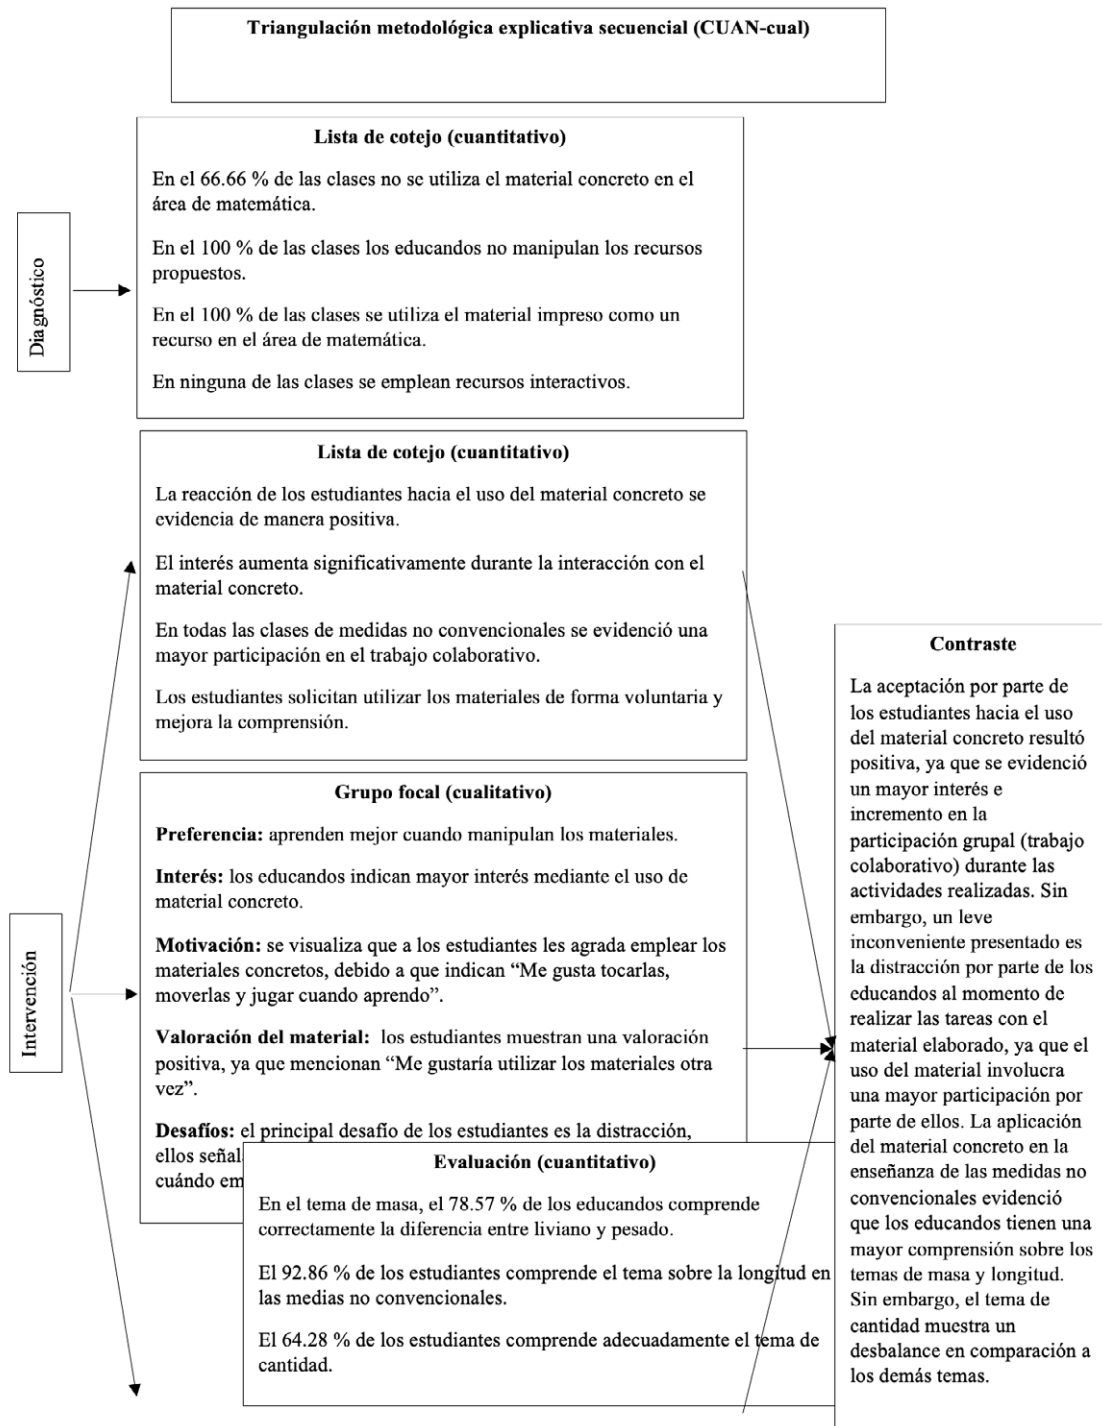 Triangulación metodológica explicativa secuencial (CUAN-cual)
Diagnóstico
Lista de cotejo (cuantitativo)
En el 66.66 % de las clases no se utiliza el material concreto en el
área de matemática.
En el 100 % de las clases los educandos no manipulan los recursos
propuestos.
En el 100 % de las clases se utiliza el material impreso como un
recurso en el área de matemática.
En ninguna de las clases se emplean recursos interactivos.
Intervención
Lista de cotejo (cuantitativo)
La reacción de los estudiantes hacia el uso del material concreto se
evidencia de manera positiva.
El interés aumenta significativamente durante la interacción con el
material concreto.
En todas las clases de medidas no convencionales se evidenció una
mayor participación en el trabajo colaborativo.
Los estudiantes solicitan utilizar los materiales de forma voluntaria y
mejora la comprensión.
Grupo focal (cualitativo)
Preferencia: aprenden mejor cuando manipulan los materiales.
Interés: los educandos indican mayor interés mediante el uso de
material concreto.
Motivación: se visualiza que a los estudiantes les agrada emplear los
materiales concretos, debido a que indican “Me gusta tocarlas,
moverlas y jugar cuando aprendo”.
Valoración del material: los estudiantes muestran una valoración
positiva, ya que mencionan “Me gustaría utilizar los materiales otra
vez”.
Desafíos: el principal desafío de los estudiantes es la distracción,
ellos
cuándo
Evaluación (cuantitativo)
En el tema de masa, el 78.57 % de los educandos comprende
correctamente la diferencia entre liviano y pesado.
El 92.86 % de los estudiantes comprende el tema sobre la longitud en
las medias no convencionales.
El 64.28 % de los estudiantes comprende adecuadamente el tema de
cantidad.
Contraste
La aceptación por parte de
los estudiantes hacia el uso
del material concreto resultó
positiva, ya que se evidenció
un mayor interés e
incremento en la
participación grupal (trabajo
colaborativo) durante las
actividades realizadas. Sin
embargo, un leve
inconveniente presentado es
la distracción por parte de los
educandos al momento de
realizar las tareas con el
material elaborado, ya que el
uso del material involucra
una mayor participación por
parte de ellos. La aplicación
del material concreto en la
enseñanza de las medidas no
convencionales evidenció
que los educandos tienen una
mayor comprensión sobre los
temas de masa y longitud.
Sin embargo, el tema de
cantidad muestra un
desbalance en comparación a
los demás temas.